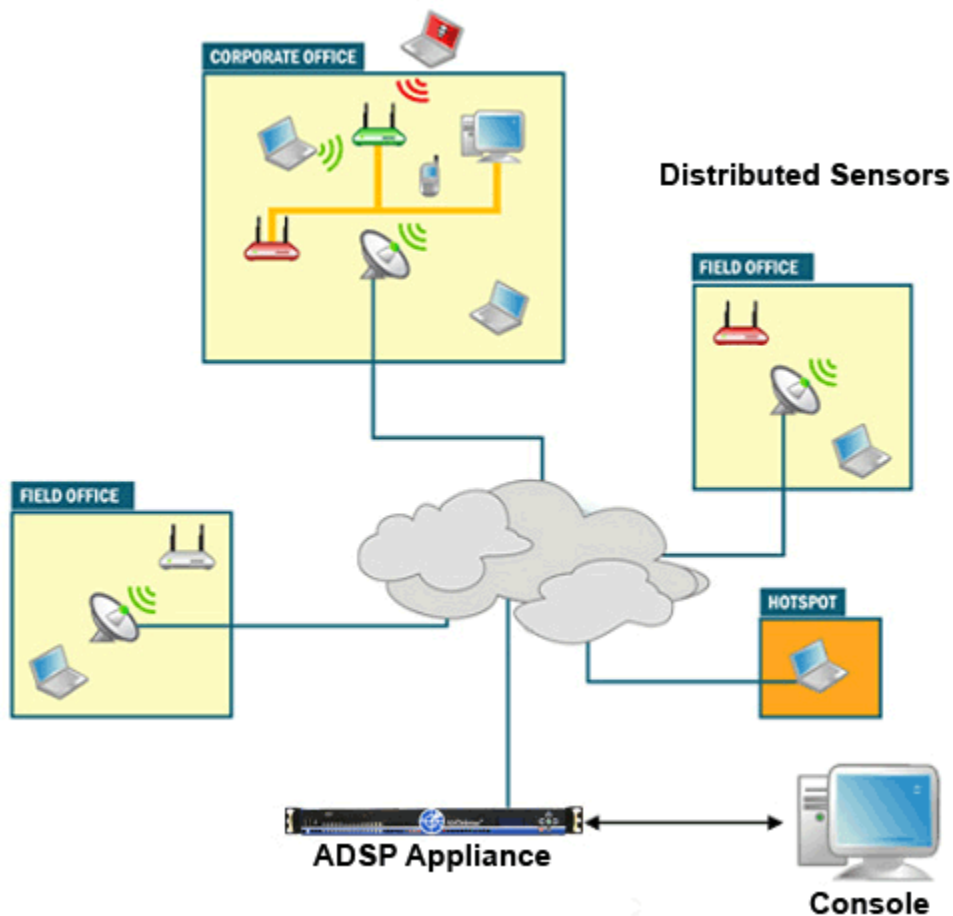 CORPORATE OFFICE
Distributed Sensors
FIELD OFFICE
FIELD OFFICE
HOTSPOT
ADSP Appliance
Console